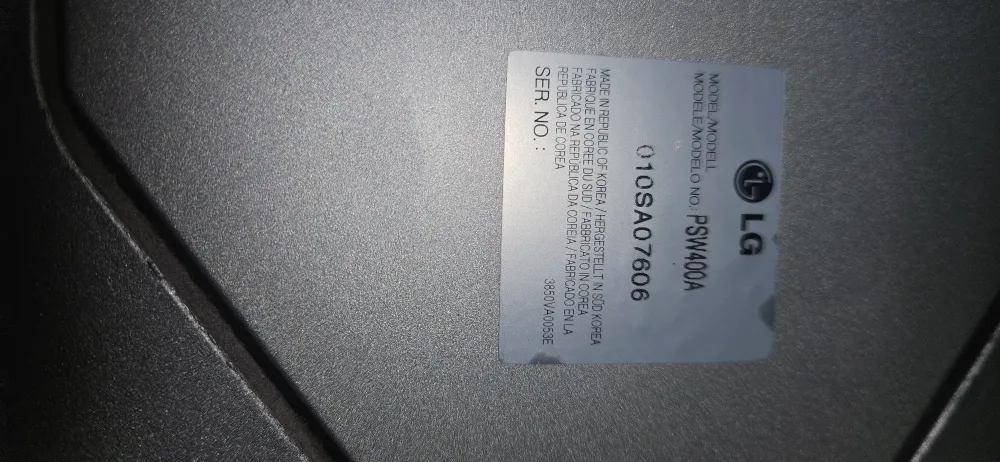 LG
MODEL/MODELL
MODELE/MODELO NO.: PSW400A
010SA07606
MADE IN REPUBLIC OF KOREA / HERGESTELLT IN SÜD KOREA
FABRIQUE EN COREE DU SUD / FABBRICATO IN COREA
FABRICADO NA REPUBLICA DA COREIA / FABRICADO EN LA
REPUBLICA DE COREA
SER. NO. :
3850VA0053E